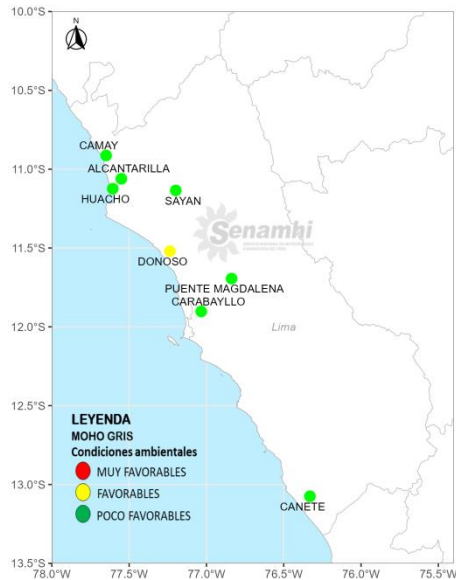 10.0°S
N
10.5°S
CAMAY
11.0°S
ALCANTARILLA
HUACHO
SAYAN
Senamhi
11.5°S
DONOSO
PUENTE MAGDALENA
CARABAYLLO
12.0°S
Lima
12.5°S
LEYENDA
MOHO GRIS
Condiciones ambientales
MUY FAVORABLES
FAVORABLES
POCO FAVORABLES
13.0°S
CANETE
13.5°S
78.0°W 77.5°W 77.0°W 76.5°W 76.0°W 75.5°W